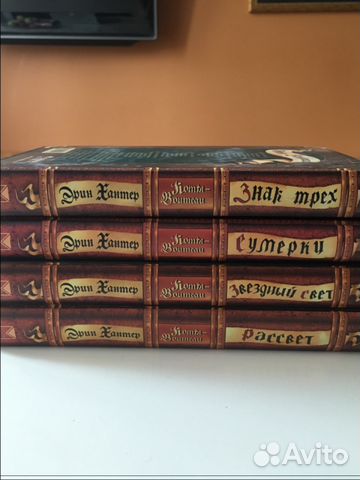 Эрин Хантер Коты-Воители Знак трех
Эрин Хантер Коты-Воители Сумерки
Эрин Хантер Коты-Воители Звездный свет
Эрин Хантер Коты-Воители Рассвет
Avito